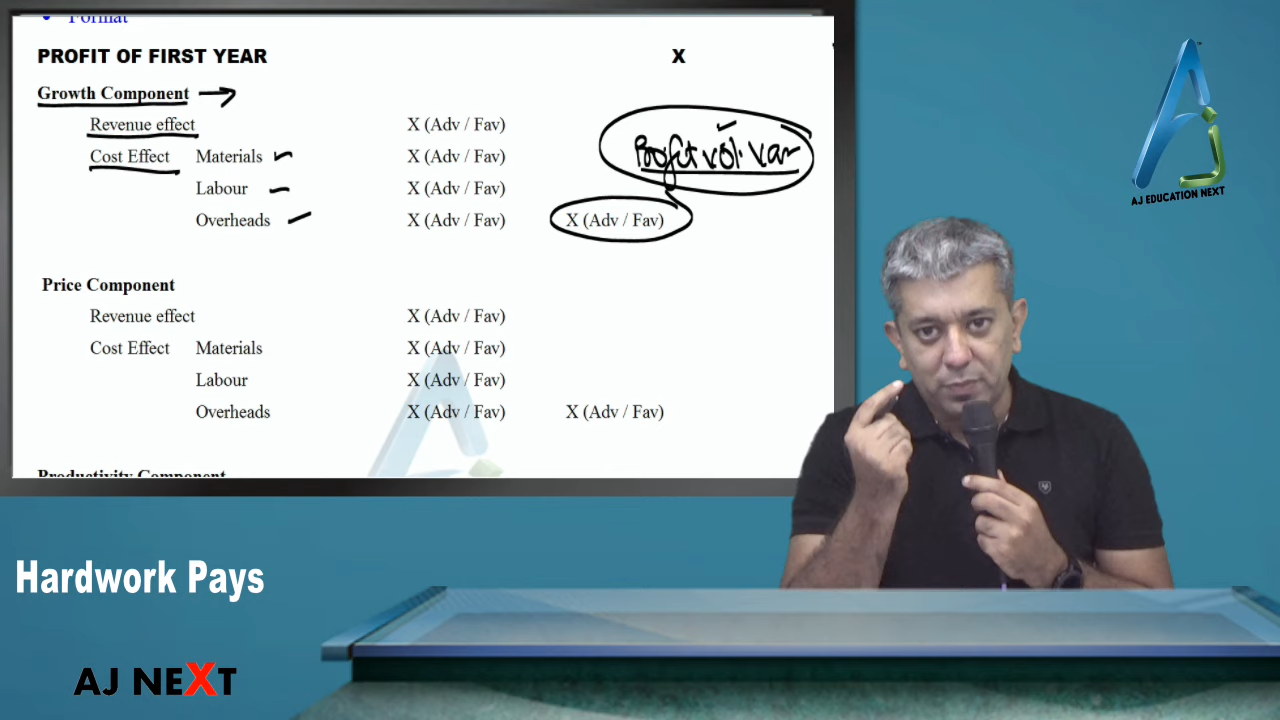 • Format
PROFIT OF FIRST YEAR X
Growth Component
Revenue effect X (Adv / Fav)
Profit vol. Var
Cost Effect Materials X (Adv / Fav)
Labour X (Adv / Fav)
Overheads X (Adv / Fav) X (Adv / Fav)
Price Component
Revenue effect X (Adv / Fav)
Cost Effect Materials X (Adv / Fav)
Labour X (Adv / Fav)
Overheads X (Adv / Fav) X (Adv / Fav)
Productivity Component
AJ EDUCATION NEXT
Hardwork Pays
AJ NEXT